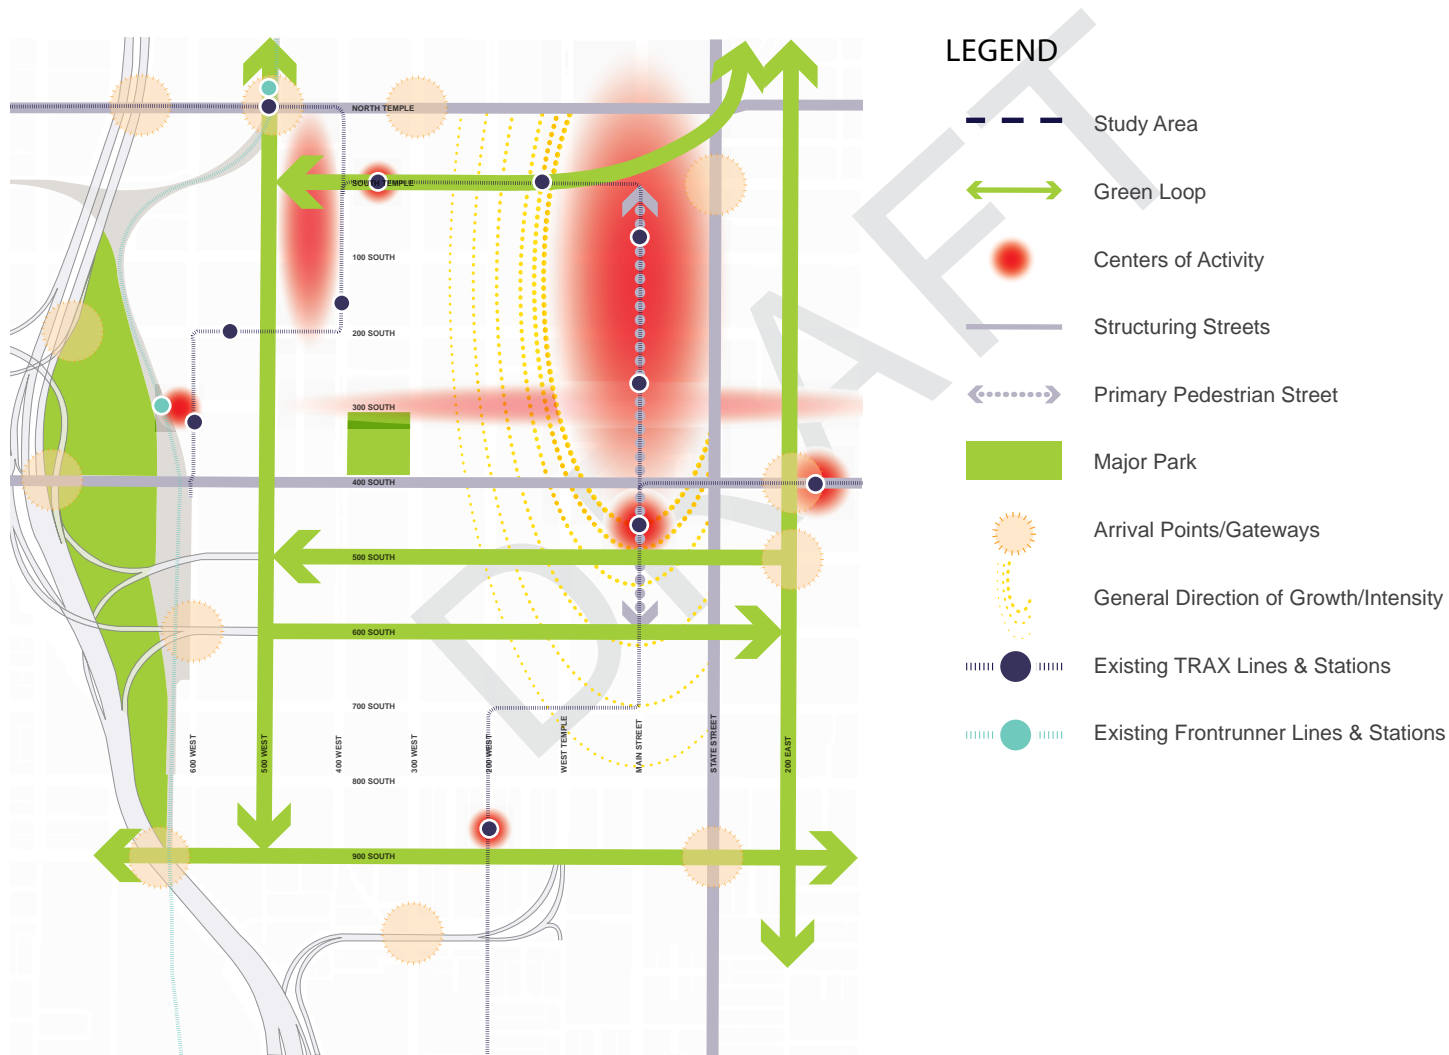 LEGEND
Study Area
Green Loop
Centers of Activity
Structuring Streets
Primary Pedestrian Street
Major Park
Arrival Points/Gateways
General Direction of Growth/Intensity
Existing TRAX Lines & Stations
Existing Frontrunner Lines & Stations
NORTH TEMPLE
SOUTH TEMPLE
100 SOUTH
200 SOUTH
300 SOUTH
400 SOUTH
500 SOUTH
600 SOUTH
700 SOUTH
800 SOUTH
900 SOUTH
600 WEST
500 WEST
400 WEST
300 WEST
200 WEST
WEST TEMPLE
MAIN STREET
STATE STREET
200 EAST
DRAFT